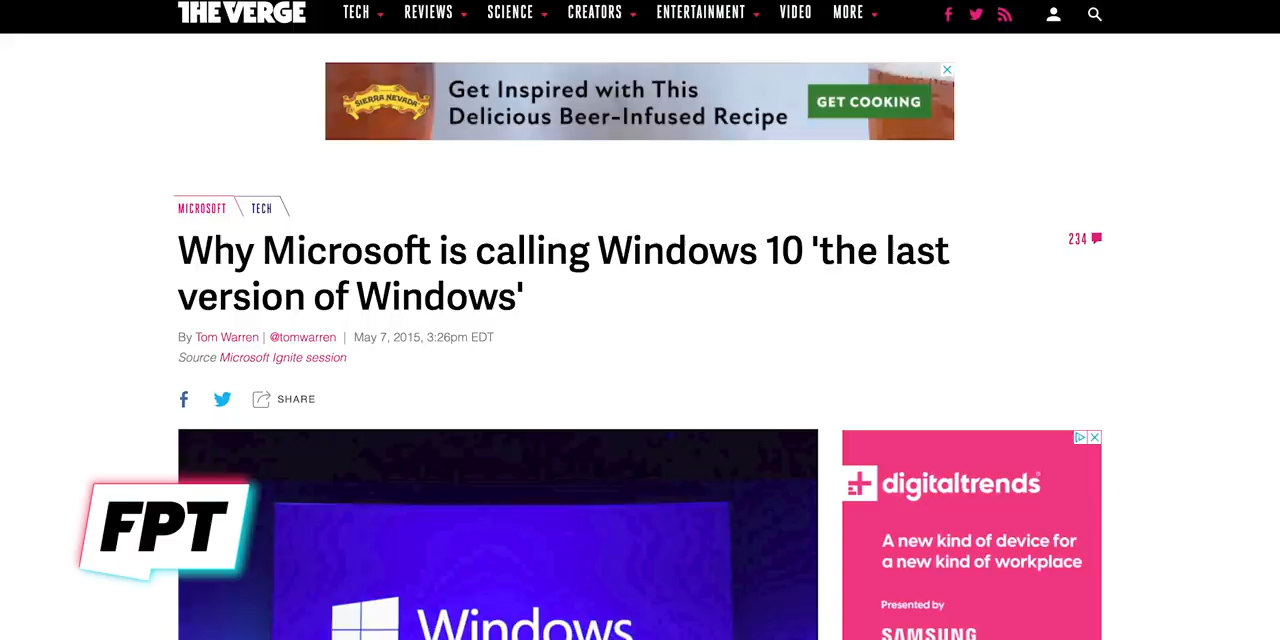 THE VERGE
TECH REVIEWS SCIENCE CREATORS ENTERTAINMENT VIDEO MORE
SIERRA NEVADA
Get Inspired with This
Delicious Beer-Infused Recipe
GET COOKING
MICROSOFT TECH
Why Microsoft is calling Windows 10 'the last
version of Windows'
234
By Tom Warren | @tomwarren | May 7, 2015, 3:26pm EDT
Source Microsoft Ignite session
SHARE
FPT
Windows
digitaltrends
A new kind of device for
a new kind of workplace
Presented by
SAMSUNG